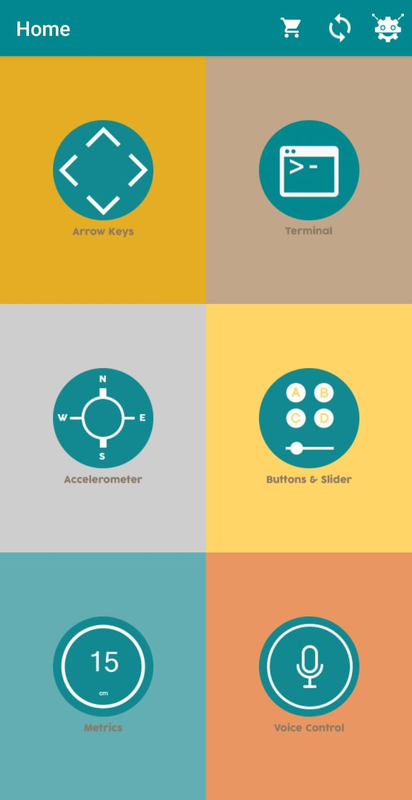 Home
Arrow Keys
>-
Terminal
N
W E
S
Accelerometer
A B
C D
Buttons & Slider
15
cm
Metrics
Voice Control